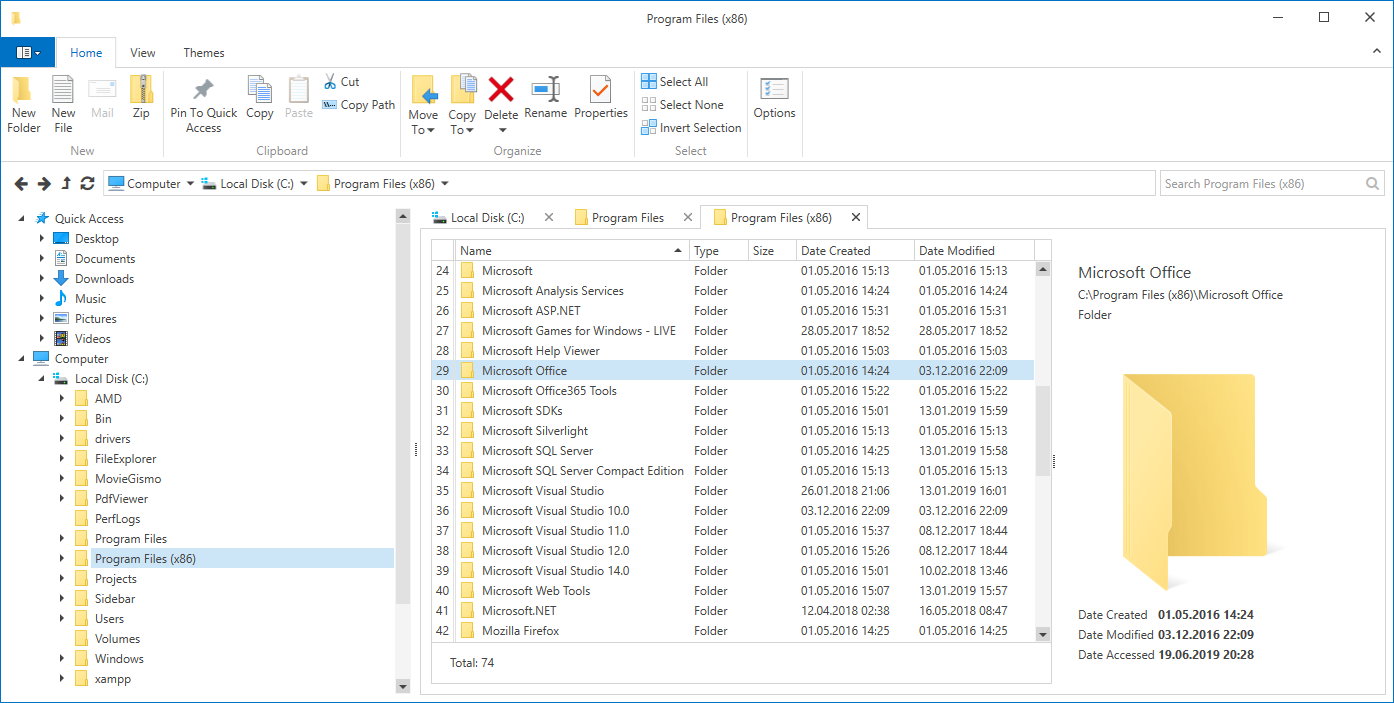 Program Files (x86)
Home View Themes
New Folder
New File
Mail
Zip
New
Pin To Quick Access
Copy
Paste
Cut
Copy Path
Clipboard
Move To
Copy To
Delete
Rename
Properties
Organize
Select All
Select None
Invert Selection
Select
Options
Computer Local Disk (C:) Program Files (x86)
Search Program Files (x86)
Quick Access
Desktop
Documents
Downloads
Music
Pictures
Videos
Computer
Local Disk (C:)
AMD
Bin
drivers
FileExplorer
MovieGismo
PdfViewer
PerfLogs
Program Files
Program Files (x86)
Projects
Sidebar
Users
Volumes
Windows
xampp
Local Disk (C:) Program Files Program Files (x86)
Name Type Size Date Created Date Modified
24 Microsoft Folder 01.05.2016 15:13 01.05.2016 15:13
25 Microsoft Analysis Services Folder 01.05.2016 14:24 01.05.2016 14:24
26 Microsoft ASP.NET Folder 01.05.2016 15:31 01.05.2016 15:31
27 Microsoft Games for Windows - LIVE Folder 28.05.2017 18:52 28.05.2017 18:52
28 Microsoft Help Viewer Folder 01.05.2016 15:03 01.05.2016 15:03
29 Microsoft Office Folder 01.05.2016 14:24 03.12.2016 22:09
30 Microsoft Office365 Tools Folder 01.05.2016 15:22 01.05.2016 15:22
31 Microsoft SDKs Folder 01.05.2016 15:01 13.01.2019 15:59
32 Microsoft Silverlight Folder 01.05.2016 15:13 01.05.2016 15:13
33 Microsoft SQL Server Folder 01.05.2016 14:25 13.01.2019 15:58
34 Microsoft SQL Server Compact Edition Folder 01.05.2016 15:13 01.05.2016 15:13
35 Microsoft Visual Studio Folder 26.01.2018 21:06 13.01.2019 16:01
36 Microsoft Visual Studio 10.0 Folder 03.12.2016 22:09 03.12.2016 22:09
37 Microsoft Visual Studio 11.0 Folder 01.05.2016 15:37 08.12.2017 18:44
38 Microsoft Visual Studio 12.0 Folder 01.05.2016 15:26 08.12.2017 18:44
39 Microsoft Visual Studio 14.0 Folder 01.05.2016 15:01 10.02.2018 13:46
40 Microsoft Web Tools Folder 01.05.2016 15:07 13.01.2019 15:57
41 Microsoft.NET Folder 12.04.2018 02:38 16.05.2018 08:47
42 Mozilla Firefox Folder 01.05.2016 14:25 01.05.2016 14:25
Total: 74
Microsoft Office
C:\Program Files (x86)\Microsoft Office
Folder
Date Created 01.05.2016 14:24
Date Modified 03.12.2016 22:09
Date Accessed 19.06.2019 20:28